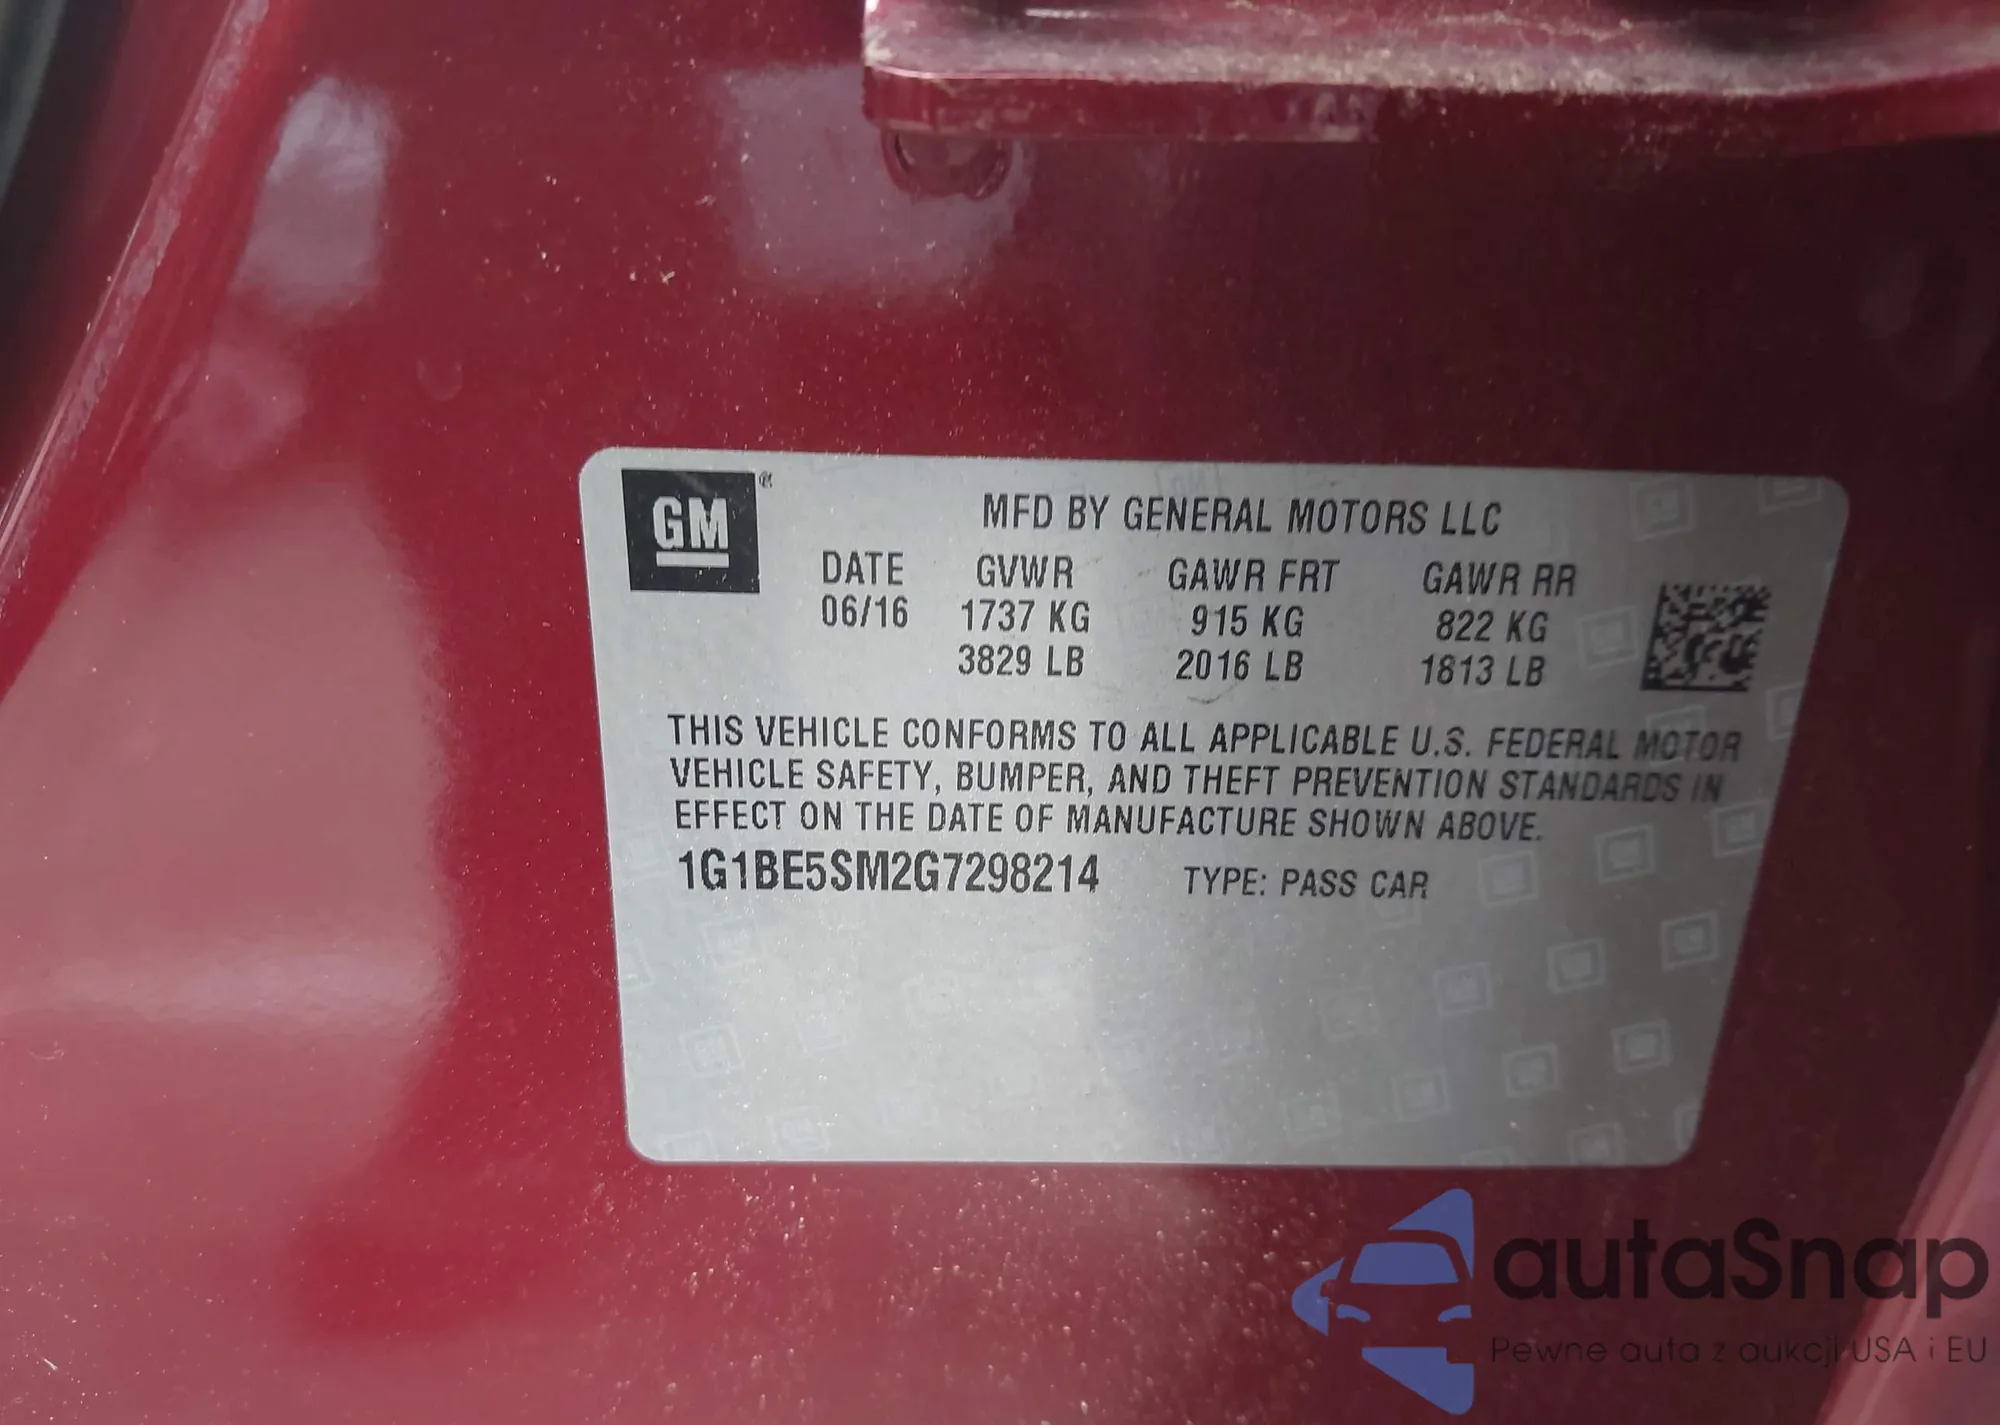 GM
MFD BY GENERAL MOTORS LLC
DATE GVWR GAWR FRT GAWR RR
06/16 1737 KG 915 KG 822 KG
3829 LB 2016 LB 1813 LB
THIS VEHICLE CONFORMS TO ALL APPLICABLE U.S. FEDERAL MOTOR
VEHICLE SAFETY, BUMPER, AND THEFT PREVENTION STANDARDS IN
EFFECT ON THE DATE OF MANUFACTURE SHOWN ABOVE.
1G1BE5SM2G7298214 TYPE: PASS CAR
autaSnap
Pewne auta z aukcji USA i EU